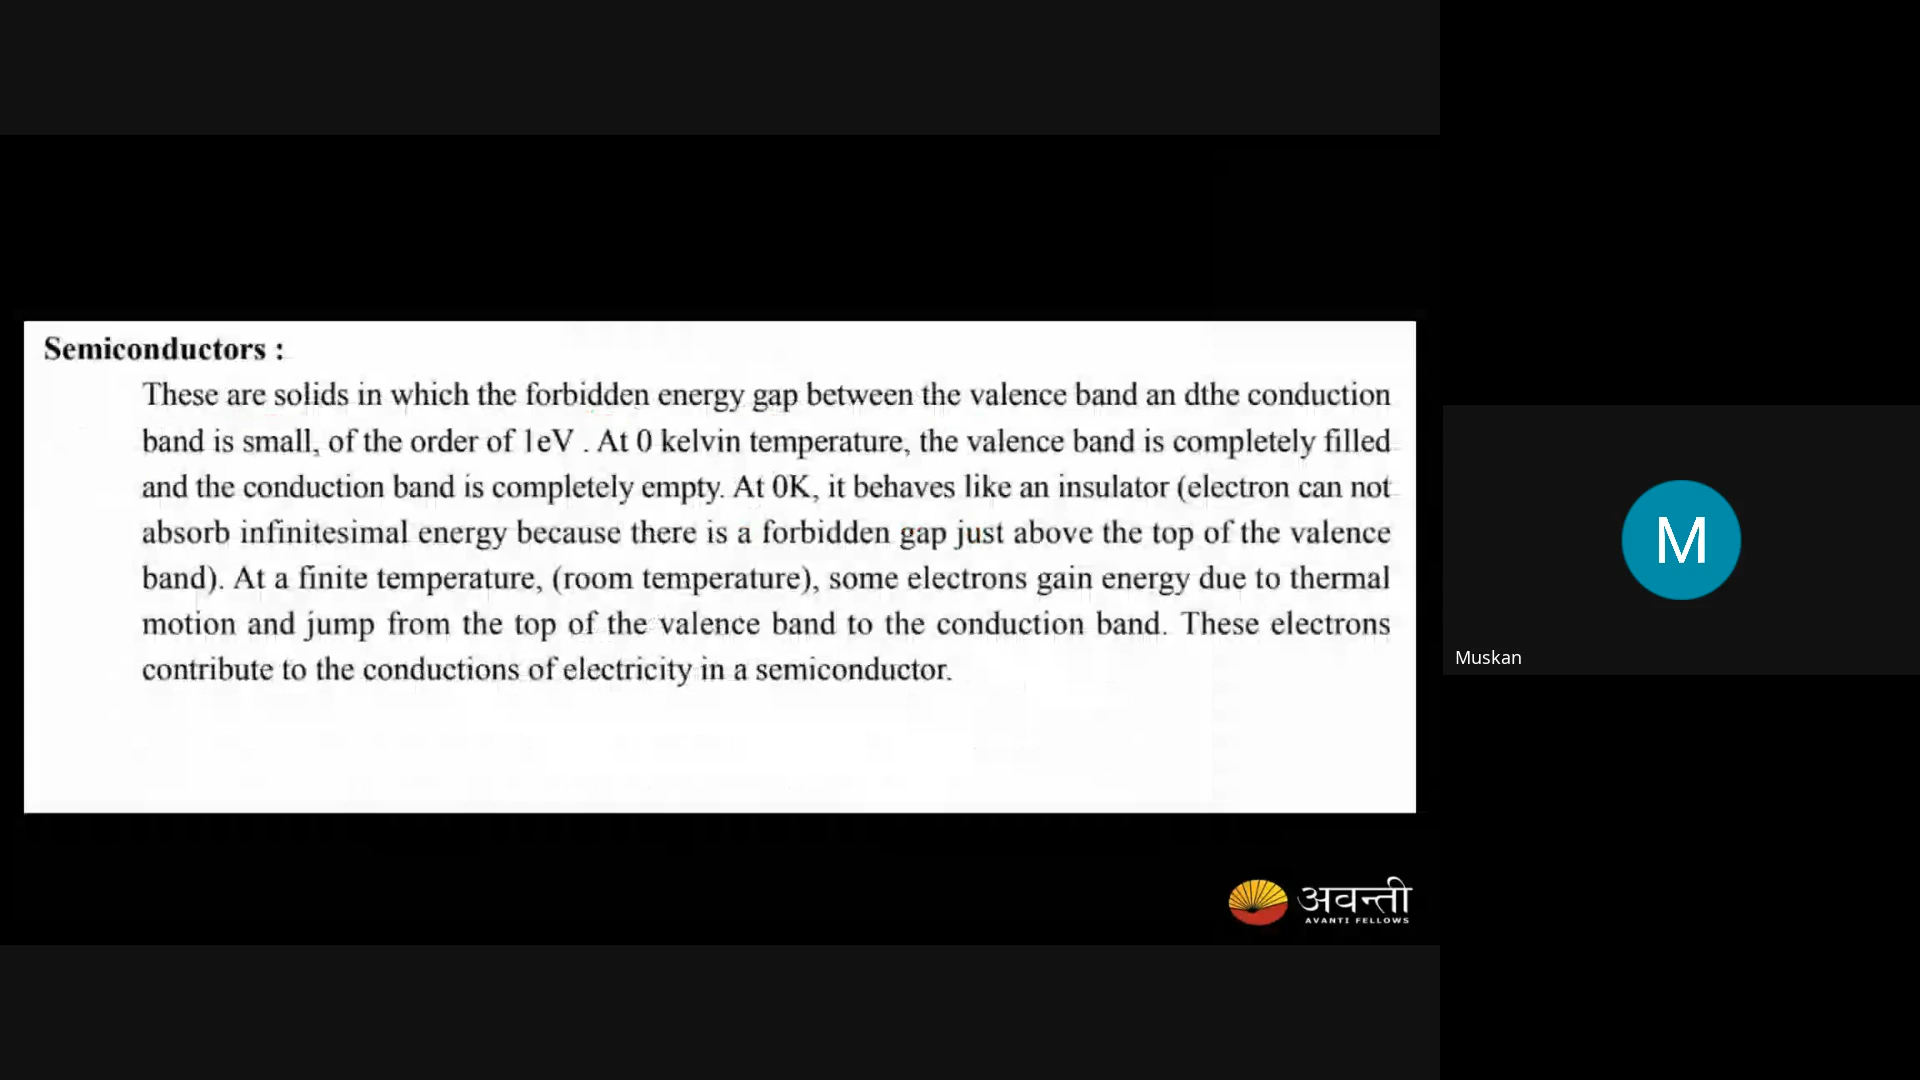 Semiconductors :
These are solids in which the forbidden energy gap between the valence band an dthe conduction
band is small, of the order of 1eV . At 0 kelvin temperature, the valence band is completely filled
and the conduction band is completely empty. At 0K, it behaves like an insulator (electron can not
absorb infinitesimal energy because there is a forbidden gap just above the top of the valence
band). At a finite temperature, (room temperature), some electrons gain energy due to thermal
motion and jump from the top of the valence band to the conduction band. These electrons
contribute to the conductions of electricity in a semiconductor.
M
Muskan
अवन्ती
AVANTI FELLOWS